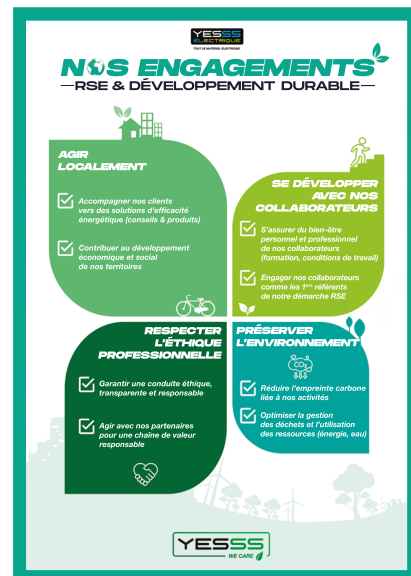 YESSS
ELECTRIQUE
TOUT LE MATÉRIEL ÉLECTRIQUE
NOS ENGAGEMENTS
RSE & DÉVELOPPEMENT DURABLE
AGIR
LOCALEMENT
Accompagner nos clients
vers des solutions d'efficacité
énergétique (conseils & produits)
Contribuer au développement
économique et social
de nos territoires
SE DÉVELOPPER
AVEC NOS
COLLABORATEURS
S'assurer du bien-être
personnel et professionnel
de nos collaborateurs
(formation, conditions de travail)
Engager nos collaborateurs
comme les 1ers référents
de notre démarche RSE
RESPECTER
L'ÉTHIQUE
PROFESSIONNELLE
Garantir une conduite éthique,
transparente et responsable
Agir avec nos partenaires
pour une chaîne de valeur
responsable
PRÉSERVER
L'ENVIRONNEMENT
CO2
Réduire l'empreinte carbone
liée à nos activités
Optimiser la gestion
des déchets et l'utilisation
des ressources (énergie, eau)
YESSS
WE CARE